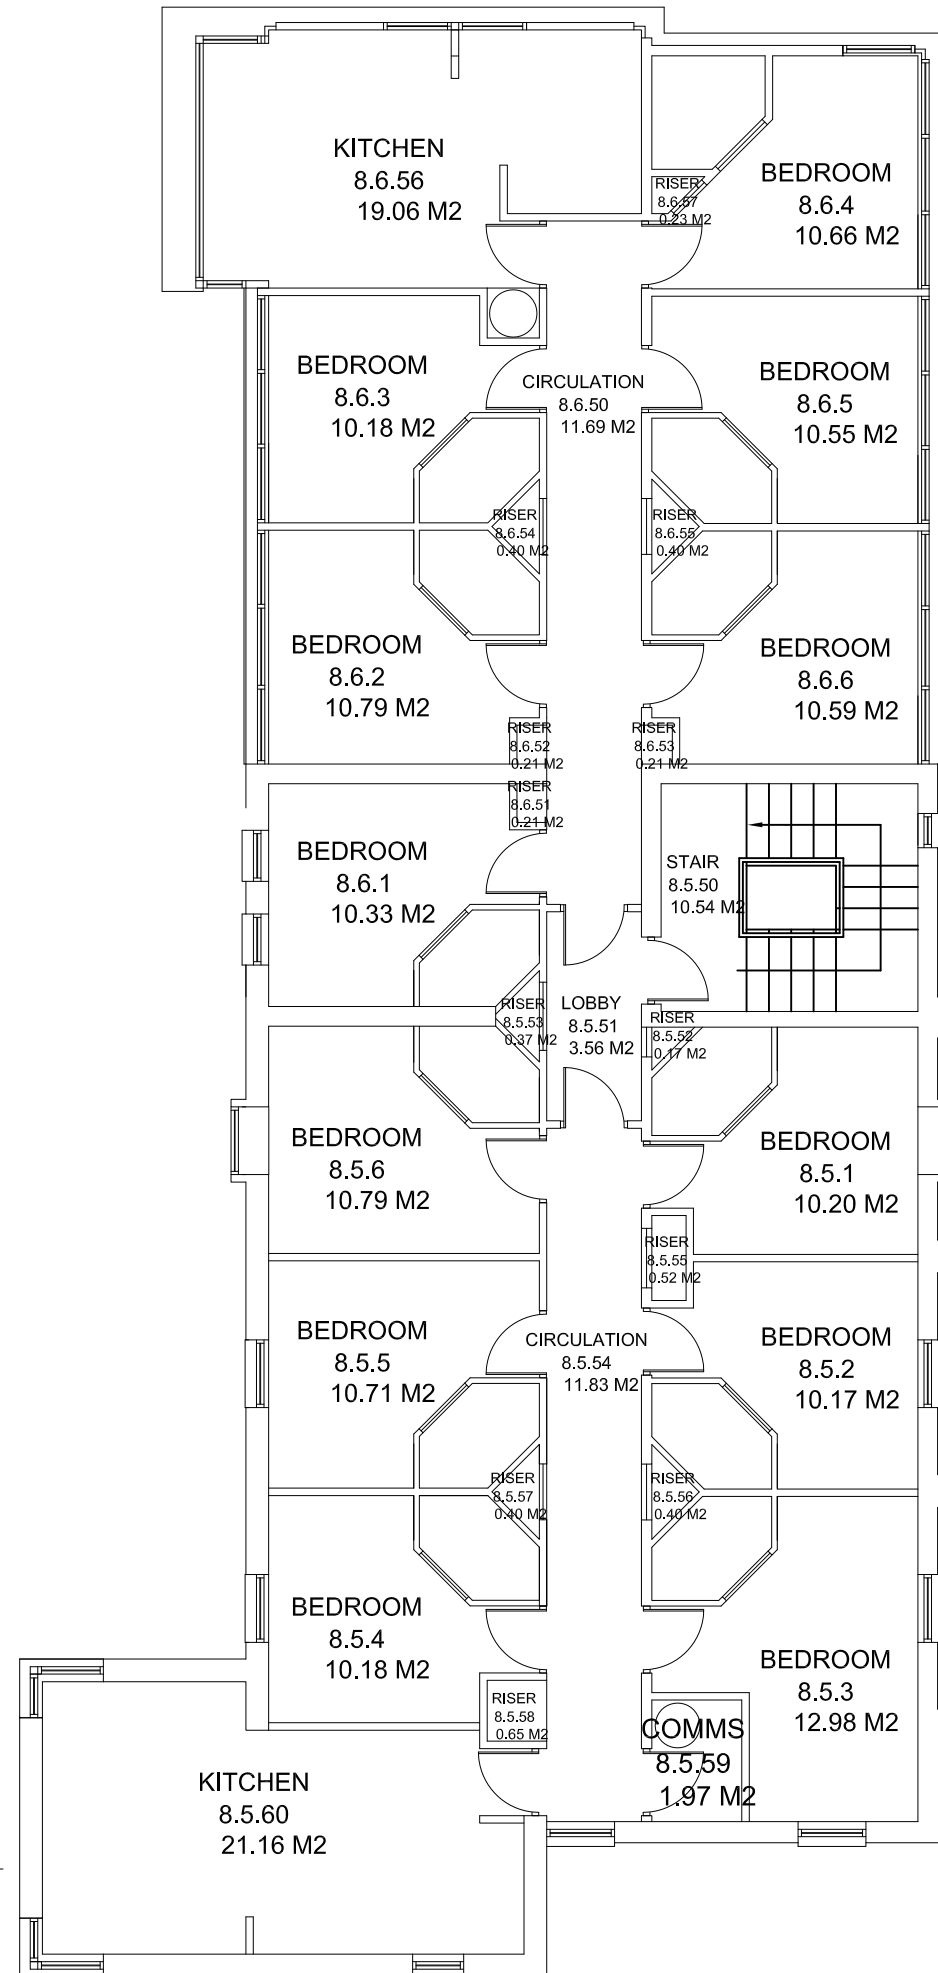 KITCHEN
8.6.56
19.06 M2
BEDROOM
8.6.4
10.66 M2
RISER
8.6.57
0.23 M2
BEDROOM
8.6.3
10.18 M2
CIRCULATION
8.6.50
11.69 M2
BEDROOM
8.6.5
10.55 M2
RISER
8.6.54
0.40 M2
RISER
8.6.55
0.40 M2
BEDROOM
8.6.2
10.79 M2
BEDROOM
8.6.6
10.59 M2
RISER
8.6.52
0.21 M2
RISER
8.6.53
0.21 M2
RISER
8.6.51
0.21 M2
BEDROOM
8.6.1
10.33 M2
STAIR
8.5.50
10.54 M2
RISER
8.5.53
0.37 M2
LOBBY
8.5.51
3.56 M2
RISER
8.5.52
0.17 M2
BEDROOM
8.5.6
10.79 M2
BEDROOM
8.5.1
10.20 M2
RISER
8.5.55
0.52 M2
BEDROOM
8.5.5
10.71 M2
CIRCULATION
8.5.54
11.83 M2
BEDROOM
8.5.2
10.17 M2
RISER
8.5.57
0.40 M2
RISER
8.5.56
0.40 M2
BEDROOM
8.5.4
10.18 M2
BEDROOM
8.5.3
12.98 M2
RISER
8.5.58
0.65 M2
COMMS
8.5.59
1.97 M2
KITCHEN
8.5.60
21.16 M2